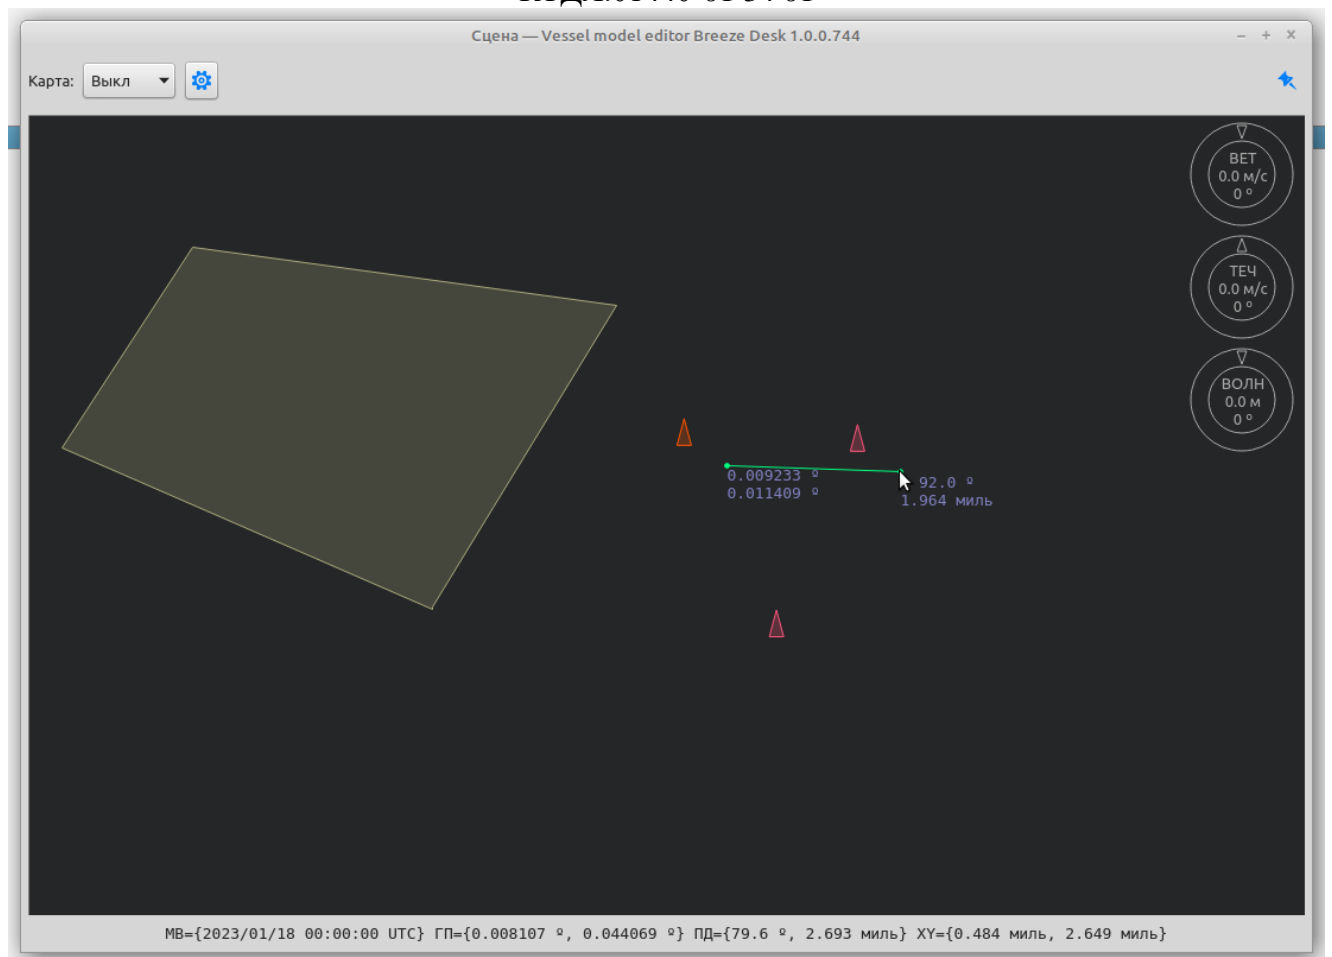 Сцена — Vessel model editor Breeze Desk 1.0.0.744
Карта: Выкл
ВЕТ
0.0 м/с
0 °
ТЕЧ
0.0 м/с
0 °
ВОЛН
0.0 м
0 °
0.009233 º
0.011409 º
92.0 º
1.964 миль
МВ={2023/01/18 00:00:00 UTC} ГП={0.008107 º, 0.044069 º} ПД={79.6 º, 2.693 миль} XY={0.484 миль, 2.649 миль}